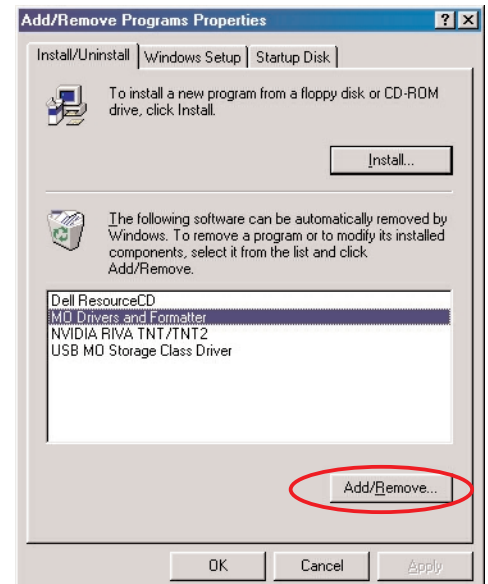 Add/Remove Programs Properties
? ×
Install/Uninstall Windows Setup Startup Disk
To install a new program from a floppy disk or CD-ROM
drive, click Install.
Install...
The following software can be automatically removed by
Windows. To remove a program or to modify its installed
components, select it from the list and click
Add/Remove.
Dell ResourceCD
MO Drivers and Formatter
NVIDIA RIVA TNT/TNT2
USB MO Storage Class Driver
Add/Remove...
OK Cancel Apply